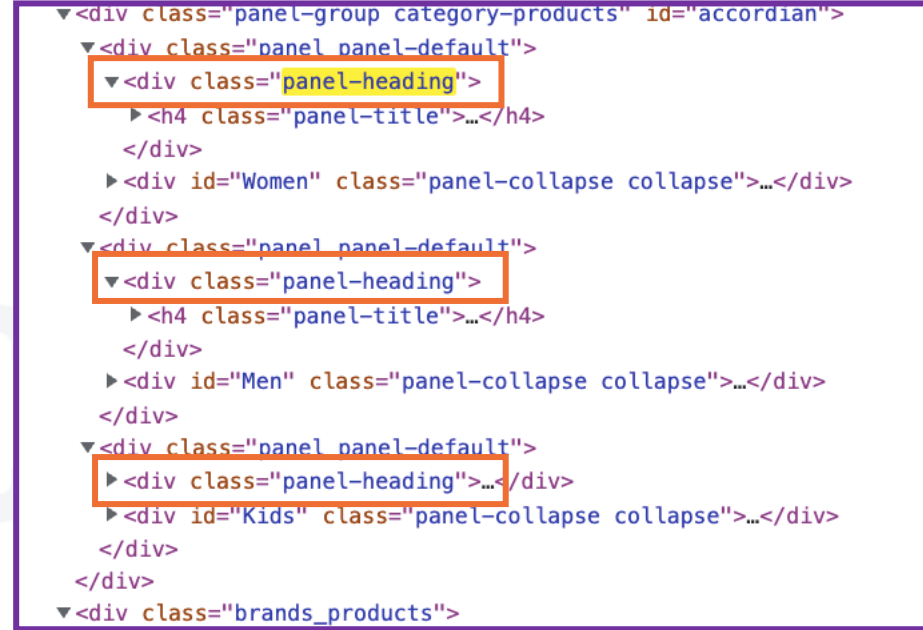 ▼<div class="panel-group category-products" id="accordian">
▼<div class="panel panel-default">
▼<div class="panel-heading">
▶<h4 class="panel-title">…</h4>
</div>
▶<div id="Women" class="panel-collapse collapse">…</div>
</div>
▼<div class="panel panel-default">
▼<div class="panel-heading">
▶<h4 class="panel-title">…</h4>
</div>
▶<div id="Men" class="panel-collapse collapse">…</div>
</div>
▼<div class="panel panel-default">
▶<div class="panel-heading">…</div>
▶<div id="Kids" class="panel-collapse collapse">…</div>
</div>
</div>
▼<div class="brands_products">